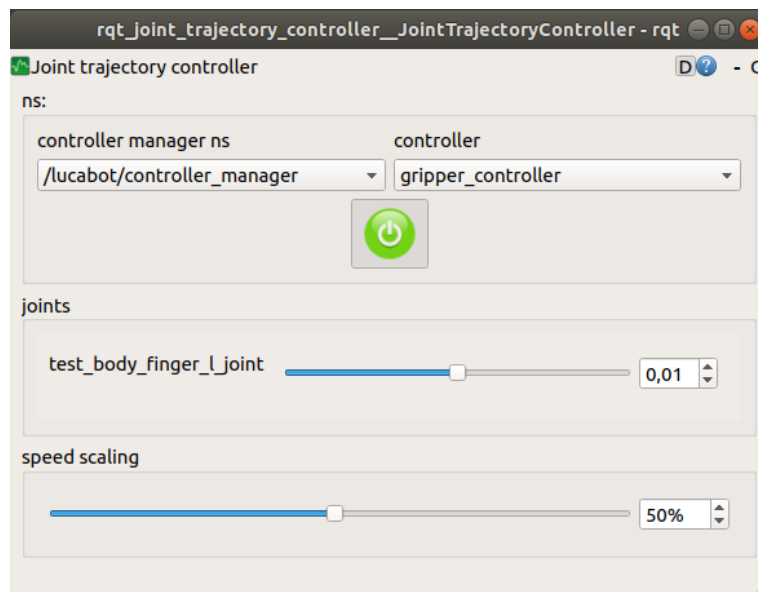 rqt_joint_trajectory_controller__JointTrajectoryController - rqt
Joint trajectory controller D ? -
ns:
controller manager ns controller
/lucabot/controller_manager gripper_controller
joints
test_body_finger_l_joint 0,01
speed scaling
50%